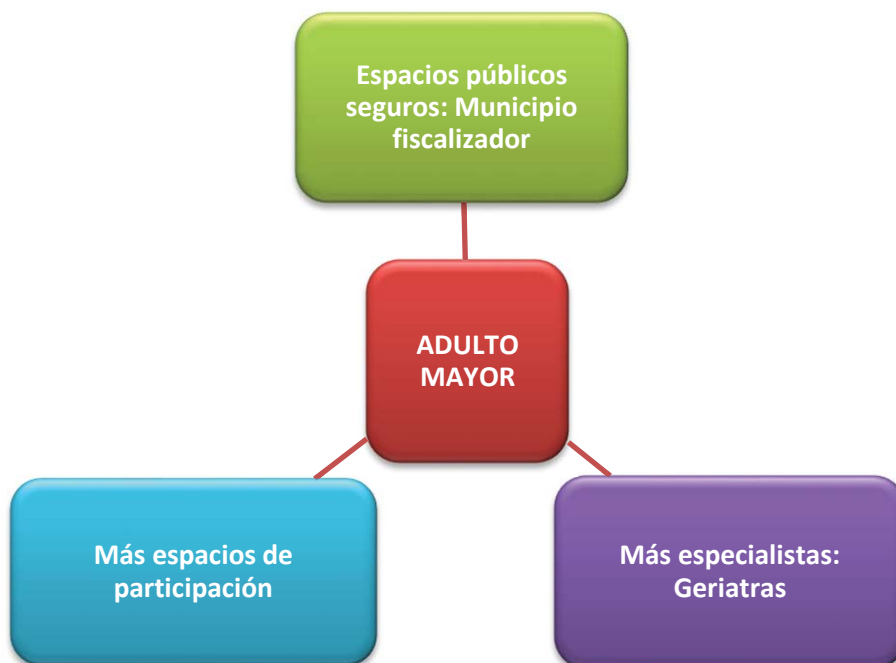 Espacios públicos
seguros: Municipio
fiscalizador
ADULTO
MAYOR
Más espacios de
participación
Más especialistas:
Geriatras